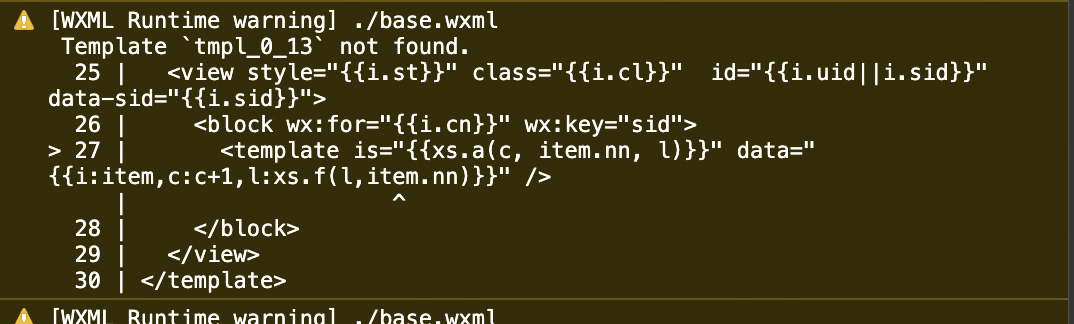 [WXML Runtime warning] ./base.wxml
Template `tmpl_0_13` not found.
25 |   <view style="{{i.st}}" class="{{i.cl}}"  id="{{i.uid||i.sid}}"
data-sid="{{i.sid}}">
26 |     <block wx:for="{{i.cn}}" wx:key="sid">
> 27 |       <template is="{{xs.a(c, item.nn, l)}}" data="
{{i:item,c:c+1,l:xs.f(l,item.nn)}}" />
|                     ^
28 |     </block>
29 |   </view>
30 | </template>
[WXML Runtime warning] ./base.wxml